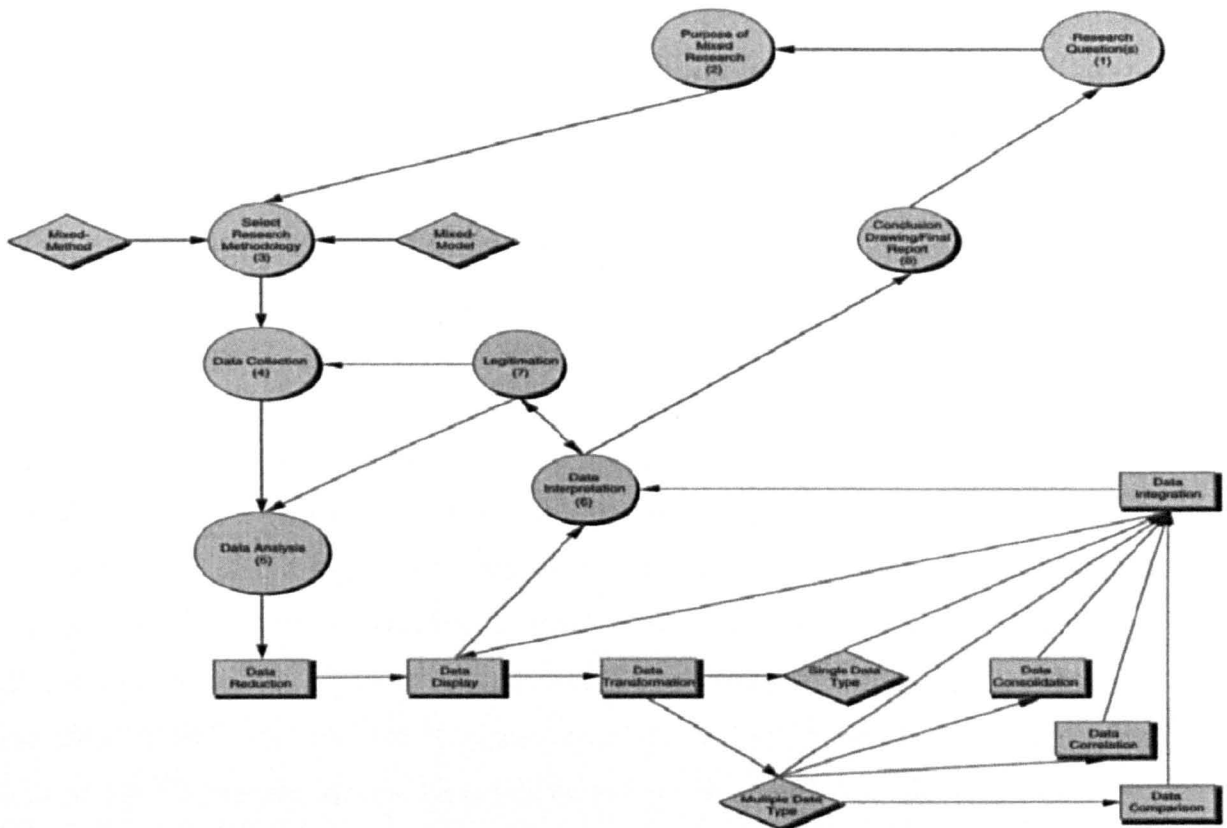 Purpose of
Mixed
Research
(2)
Research
Question(s)
(1)
Mixed-
Method
Select
Research
Methodology
(3)
Mixed-
Model
Conclusion
Drawing/Final
Report
(8)
Data Collection
(4)
Legitimation
(7)
Data
Interpretation
(6)
Data
Integration
Data Analysis
(5)
Data
Reduction
Data
Display
Data
Transformation
Single Data
Type
Data
Consolidation
Data
Correlation
Multiple Data
Type
Data
Comparison